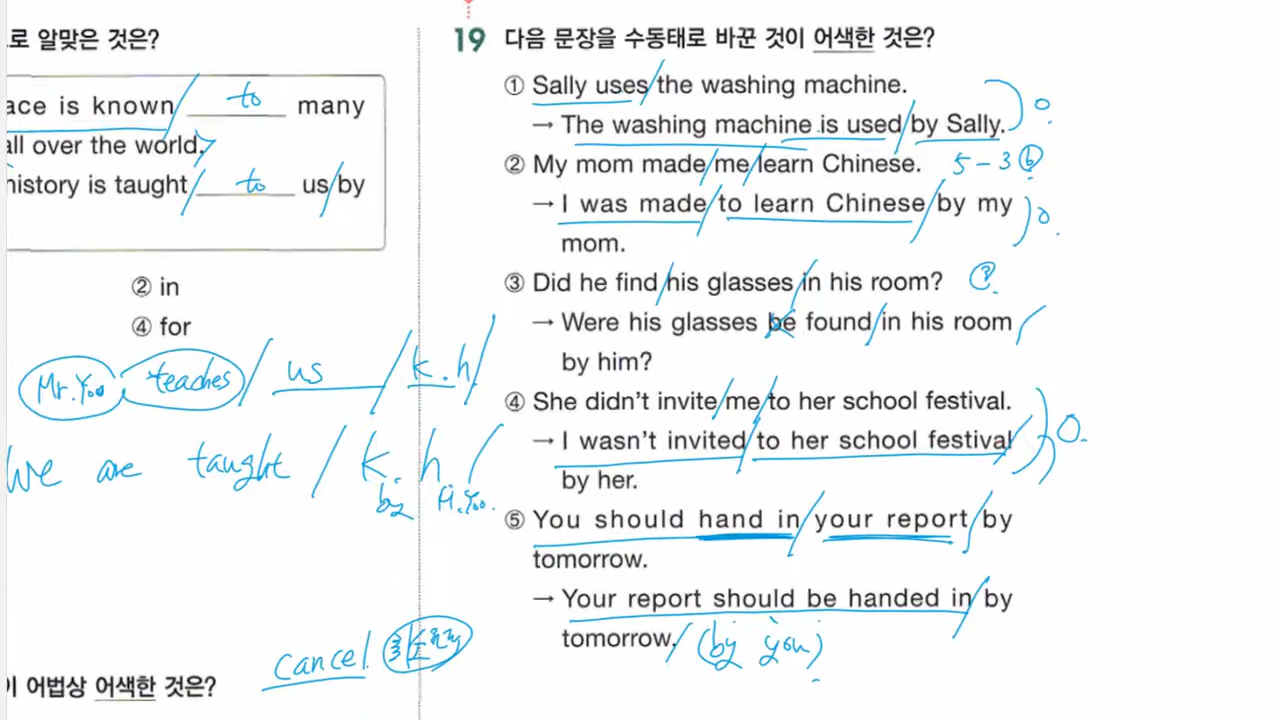 로 알맞은 것은?
ace is known to many
all over the world.
history is taught to us by
② in
④ for
Mr. Yoo teaches / us / k.h /
We are taught / k.h /
by Mr. Yoo.
cancel
이 어법상 어색한 것은?
19 다음 문장을 수동태로 바꾼 것이 어색한 것은?
① Sally uses / the washing machine.
→ The washing machine is used / by Sally.
② My mom made / me / learn Chinese. 5-3 ⑥
→ I was made / to learn Chinese / by my
mom.
③ Did he find / his glasses / in his room?
→ Were his glasses be found / in his room
by him?
④ She didn't invite / me / to her school festival.
→ I wasn't invited / to her school festival /
by her.
⑤ You should hand in / your report / by
tomorrow.
→ Your report should be handed in / by
tomorrow. / (by you)